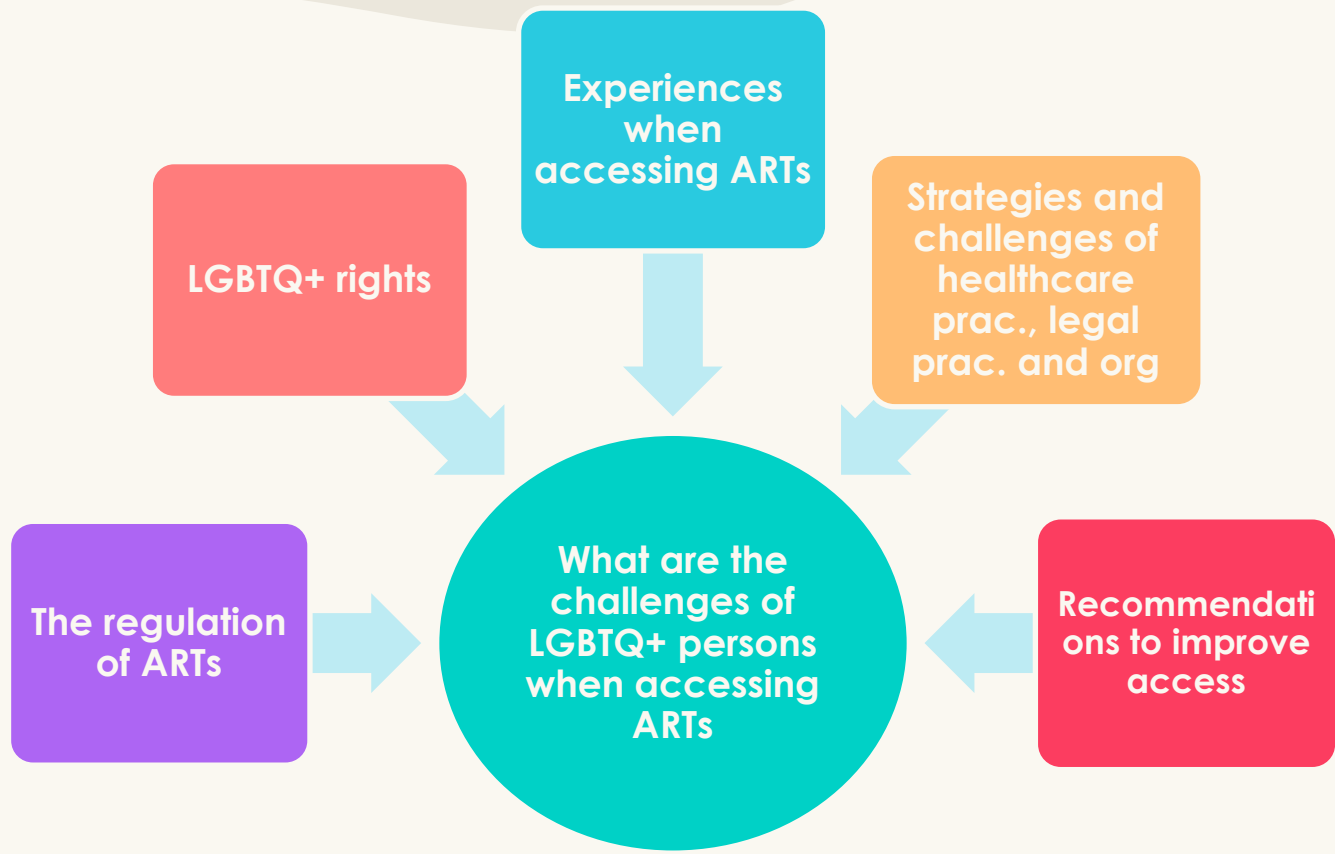 Experiences
when
accessing ARTs
LGBTQ+ rights
Strategies and
challenges of
healthcare
prac., legal
prac. and org
The regulation
of ARTs
What are the
challenges of
LGBTQ+ persons
when accessing
ARTs
Recommendati
ons to improve
access